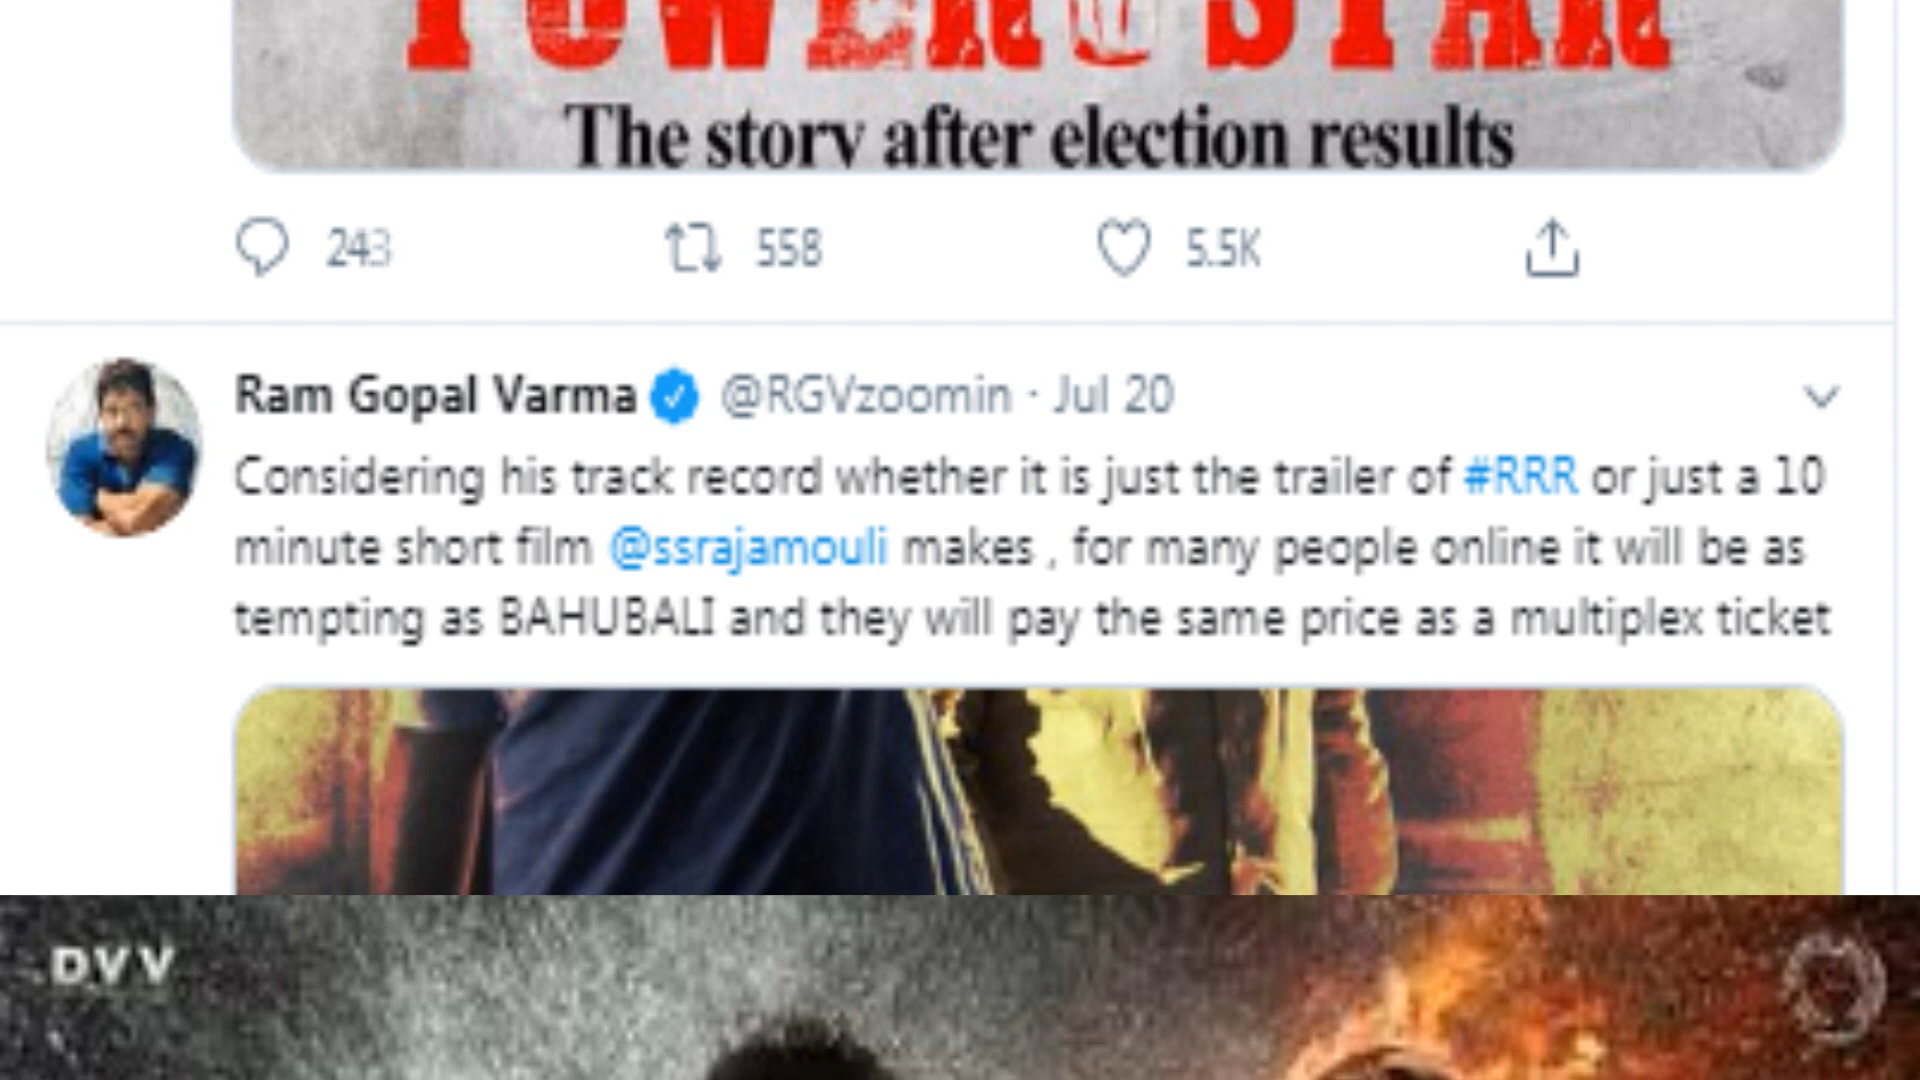 POWER STAR
The story after election results
243 558 5.5K
Ram Gopal Varma @RGVzoomin · Jul 20
Considering his track record whether it is just the trailer of #RRR or just a 10
minute short film @ssrajamouli makes , for many people online it will be as
tempting as BAHUBALI and they will pay the same price as a multiplex ticket
DVV